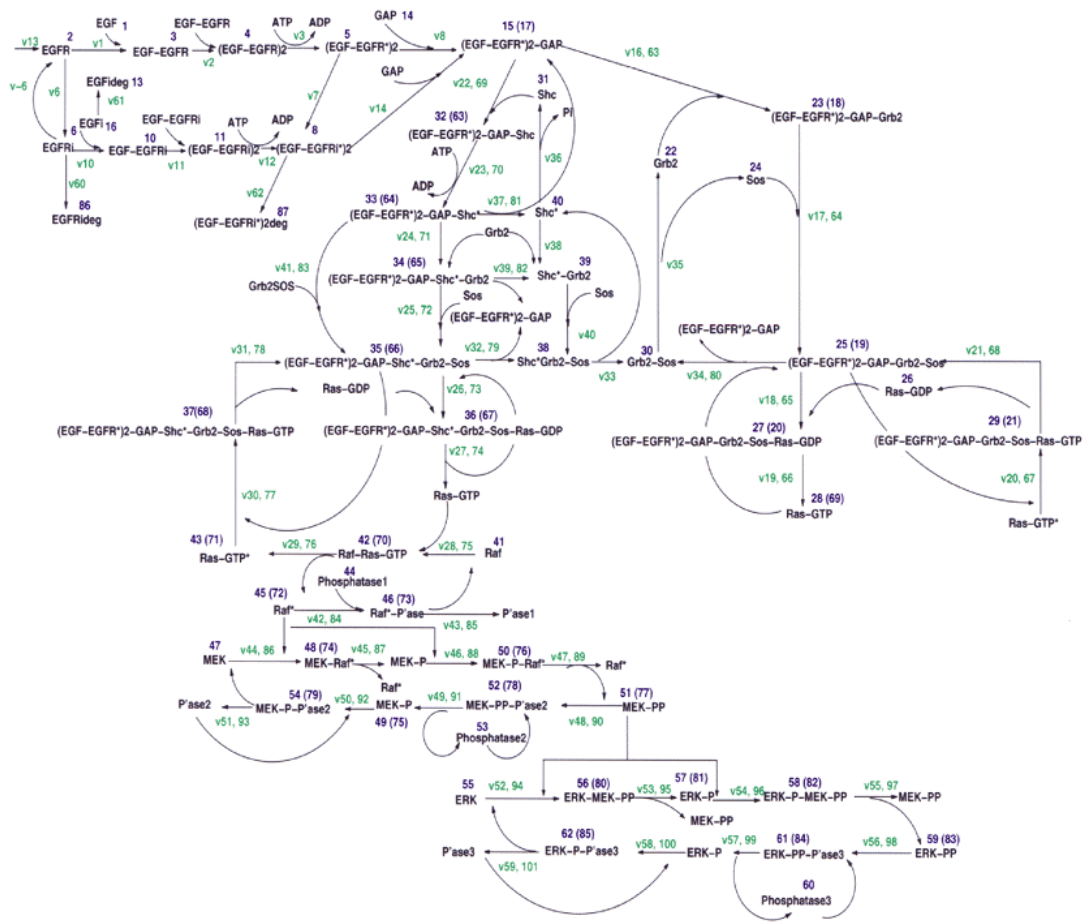 EGF 1
EGF-EGFR
ATP
ADP
GAP 14
v13
2
EGFR
v1
3
EGF-EGFR
v2
4
(EGF-EGFR)2
v3
5
(EGF-EGFR*)2
v8
15 (17)
(EGF-EGFR*)2-GAP
v16, 63
GAP
v-6
v6
EGFideg 13
v61
EGFi 16
v7
v14
v22, 69
31
Shc
Pi
23 (18)
(EGF-EGFR*)2-GAP-Grb2
EGF-EGFRi
ATP
ADP
6
EGFRi
v10
10
EGF-EGFRi
v11
11
(EGF-EGFRi)2
v12
8
(EGF-EGFRi*)2
32 (63)
(EGF-EGFR*)2-GAP-Shc
ATP
ADP
v23, 70
v36
22
Grb2
24
Sos
v60
86
EGFRideg
v62
87
(EGF-EGFRi*)2deg
33 (64)
(EGF-EGFR*)2-GAP-Shc*
v37, 81
40
Shc*
v17, 64
v24, 71
Grb2
v38
v35
v41, 83
Grb2SOS
34 (65)
(EGF-EGFR*)2-GAP-Shc*-Grb2
v39, 82
39
Shc*-Grb2
v25, 72
Sos
Sos
(EGF-EGFR*)2-GAP
v40
(EGF-EGFR*)2-GAP
v31, 78
35 (66)
(EGF-EGFR*)2-GAP-Shc*-Grb2-Sos
v32, 79
38
Shc*Grb2-Sos
v33
30
Grb2-Sos
v34, 80
25 (19)
(EGF-EGFR*)2-GAP-Grb2-Sos
v21, 68
Ras-GDP
v26, 73
v18, 65
26
Ras-GDP
37(68)
(EGF-EGFR*)2-GAP-Shc*-Grb2-Sos-Ras-GTP
36 (67)
(EGF-EGFR*)2-GAP-Shc*-Grb2-Sos-Ras-GDP
27 (20)
(EGF-EGFR*)2-GAP-Grb2-Sos-Ras-GDP
29 (21)
(EGF-EGFR*)2-GAP-Grb2-Sos-Ras-GTP
v27, 74
v19, 66
v20, 67
v30, 77
Ras-GTP
28 (69)
Ras-GTP
Ras-GTP*
43 (71)
Ras-GTP*
v29, 76
42 (70)
Raf-Ras-GTP
v28, 75
41
Raf
44
Phosphatase1
45 (72)
Raf*
v42, 84
46 (73)
Raf*-P'ase
v43, 85
P'ase1
47
MEK
v44, 86
48 (74)
MEK-Raf*
v45, 87
MEK-P
v46, 88
50 (76)
MEK-P-Raf*
v47, 89
Raf*
Raf*
P'ase2
v51, 93
54 (79)
MEK-P-P'ase2
v50, 92
MEK-P
49 (75)
v49, 91
52 (78)
MEK-PP-P'ase2
v48, 90
51 (77)
MEK-PP
53
Phosphatase2
55
ERK
v52, 94
56 (80)
ERK-MEK-PP
v53, 95
57 (81)
ERK-P
v54, 96
58 (82)
ERK-P-MEK-PP
v55, 97
MEK-PP
MEK-PP
P'ase3
v59, 101
62 (85)
ERK-P-P'ase3
v58, 100
ERK-P
v57, 99
61 (84)
ERK-PP-P'ase3
v56, 98
59 (83)
ERK-PP
60
Phosphatase3